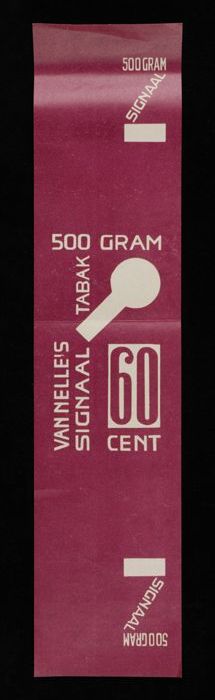 500 GRAM
SIGNAAL
500 GRAM
VAN NELLE'S
SIGNAAL TABAK
60
CENT
SIGNAAL
500 GRAM